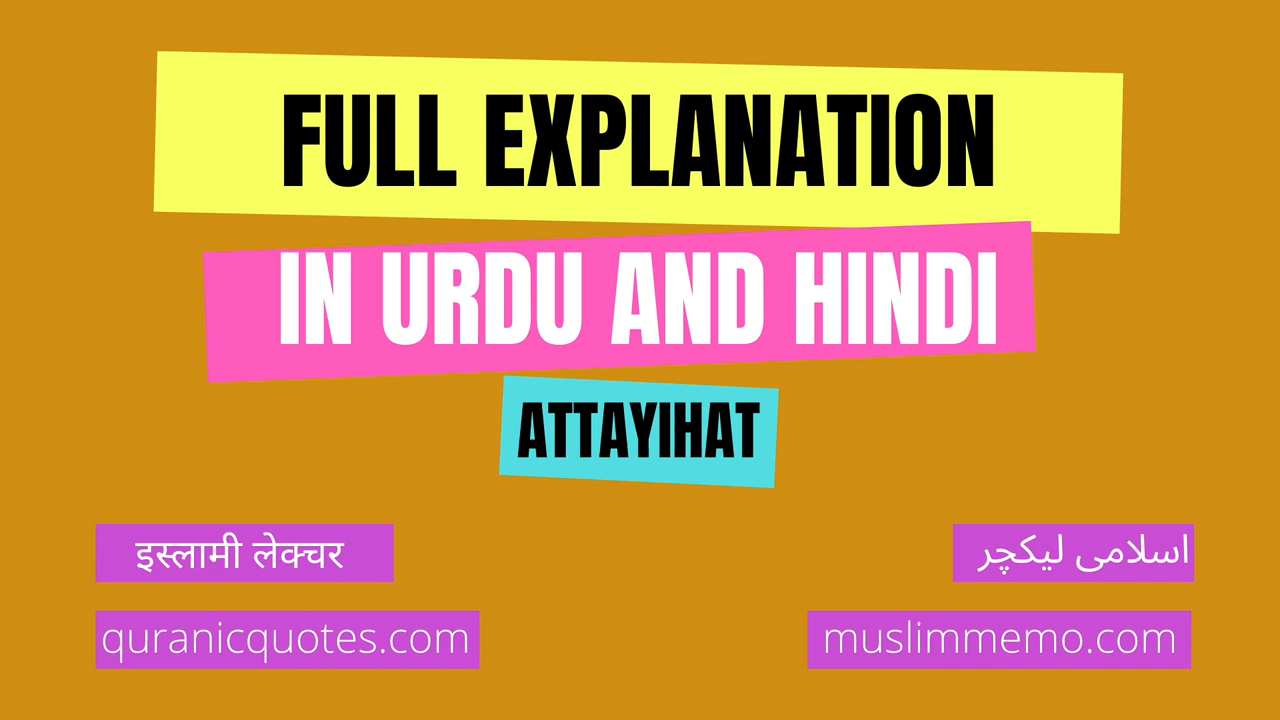 FULL EXPLANATION
IN URDU AND HINDI
ATTAYIHAT
इस्लामी लेक्चर
اسلامی لیکچر
quranicquotes.com
muslimmemo.com